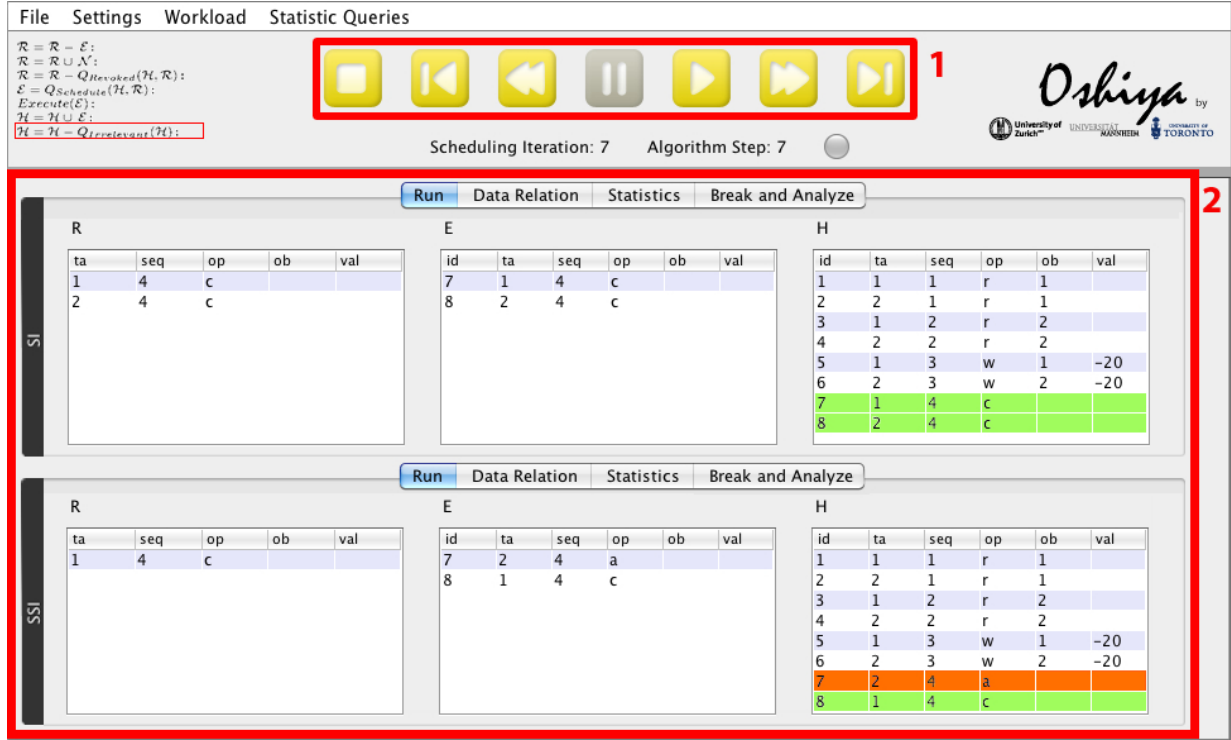 File Settings Workload Statistic Queries
R = R − E:
R = R ∪ N:
R = R − Q_Revoked(H, R):
E = Q_Schedule(H, R):
Execute(E):
H = H ∪ E:
H = H − Q_Irrelevant(H):
1
Oshiya by
University of Zurich UNIVERSITÄT MANNHEIM UNIVERSITY OF TORONTO
Scheduling Iteration: 7 Algorithm Step: 7
2
Run Data Relation Statistics Break and Analyze
SI
R
ta seq op ob val
1 4 c
2 4 c
E
id ta seq op ob val
7 1 4 c
8 2 4 c
H
id ta seq op ob val
1 1 1 r 1
2 2 1 r 1
3 1 2 r 2
4 2 2 r 2
5 1 3 w 1 -20
6 2 3 w 2 -20
7 1 4 c
8 2 4 c
Run Data Relation Statistics Break and Analyze
SSI
R
ta seq op ob val
1 4 c
E
id ta seq op ob val
7 2 4 a
8 1 4 c
H
id ta seq op ob val
1 1 1 r 1
2 2 1 r 1
3 1 2 r 2
4 2 2 r 2
5 1 3 w 1 -20
6 2 3 w 2 -20
7 2 4 a
8 1 4 c